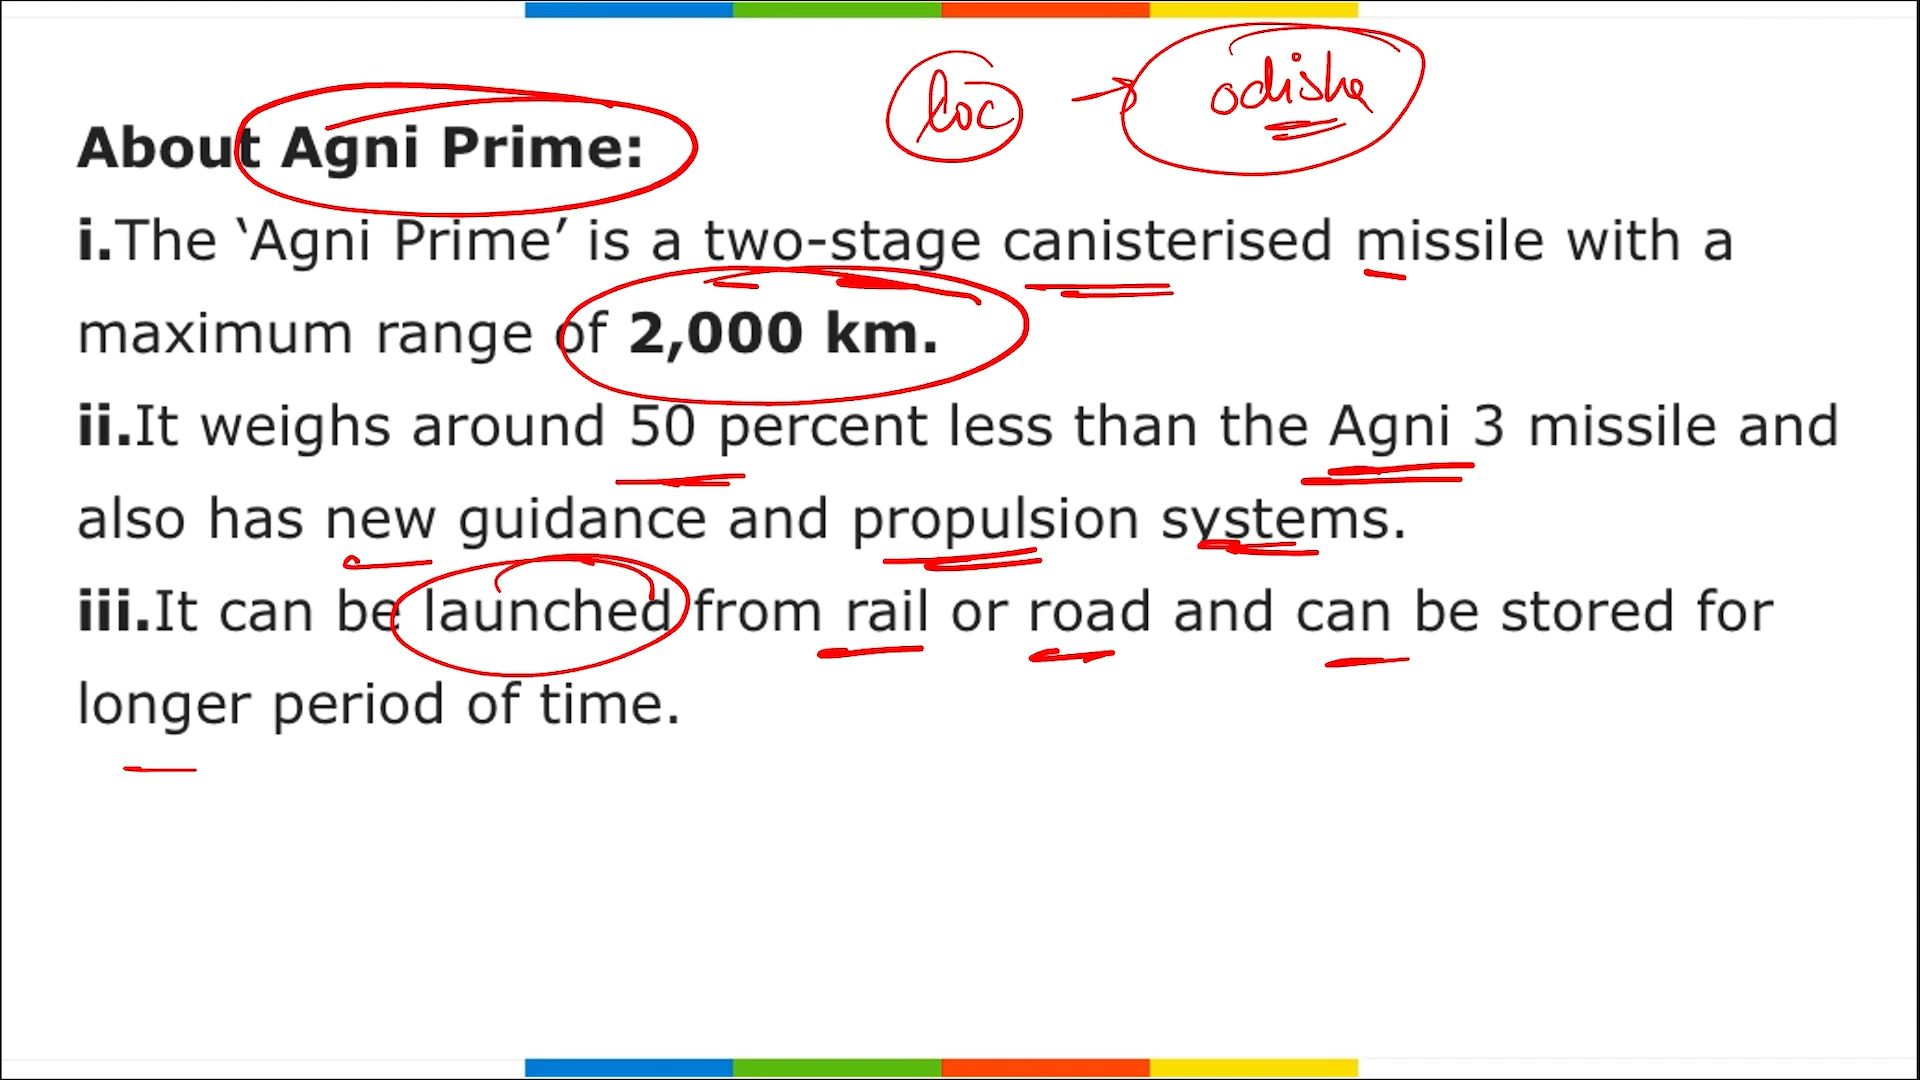 loc → odisha
About Agni Prime:
i.The ‘Agni Prime’ is a two-stage canisterised missile with a
maximum range of 2,000 km.
ii.It weighs around 50 percent less than the Agni 3 missile and
also has new guidance and propulsion systems.
iii.It can be launched from rail or road and can be stored for
longer period of time.